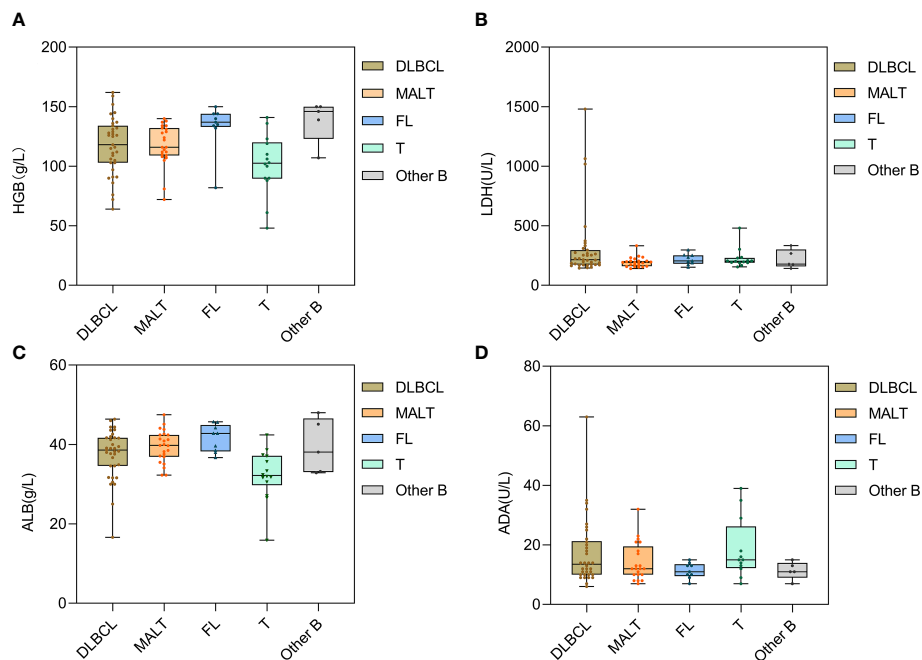 A
HGB(g/L)
200
150
100
50
0
DLBCL
MALT
FL
T
Other B
DLBCL
MALT
FL
T
Other B
B
LDH(U/L)
2000
1500
1000
500
0
DLBCL
MALT
FL
T
Other B
DLBCL
MALT
FL
T
Other B
C
ALB(g/L)
60
40
20
0
DLBCL
MALT
FL
T
Other B
DLBCL
MALT
FL
T
Other B
D
ADA(U/L)
80
60
40
20
0
DLBCL
MALT
FL
T
Other B
DLBCL
MALT
FL
T
Other B